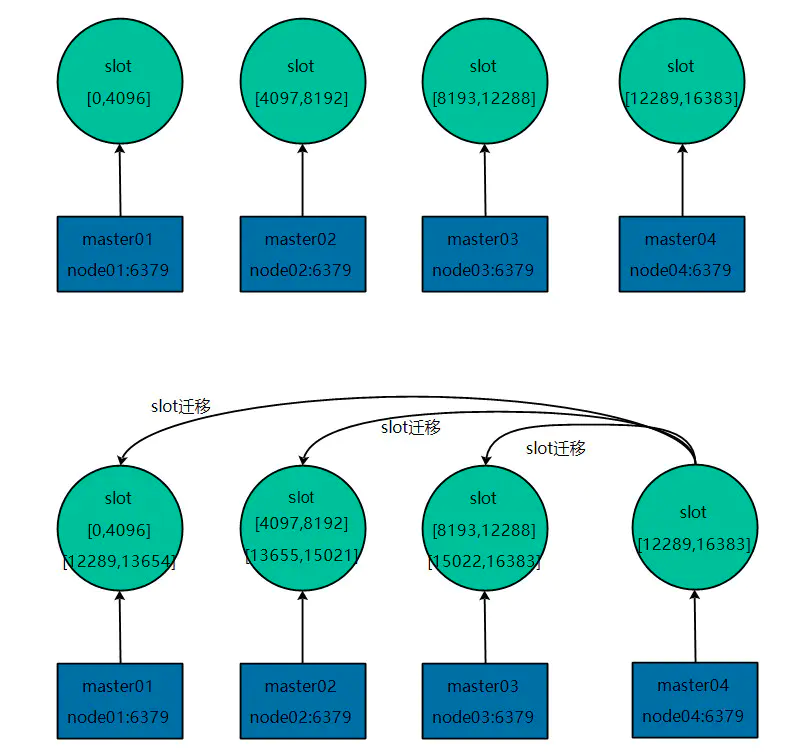 slot
[0,4096]
slot
[4097,8192]
slot
[8193,12288]
slot
[12289,16383]
master01
node01:6379
master02
node02:6379
master03
node03:6379
master04
node04:6379
slot迁移
slot迁移
slot迁移
slot
[0,4096]
[12289,13654]
slot
[4097,8192]
[13655,15021]
slot
[8193,12288]
[15022,16383]
slot
[12289,16383]
master01
node01:6379
master02
node02:6379
master03
node03:6379
master04
node04:6379